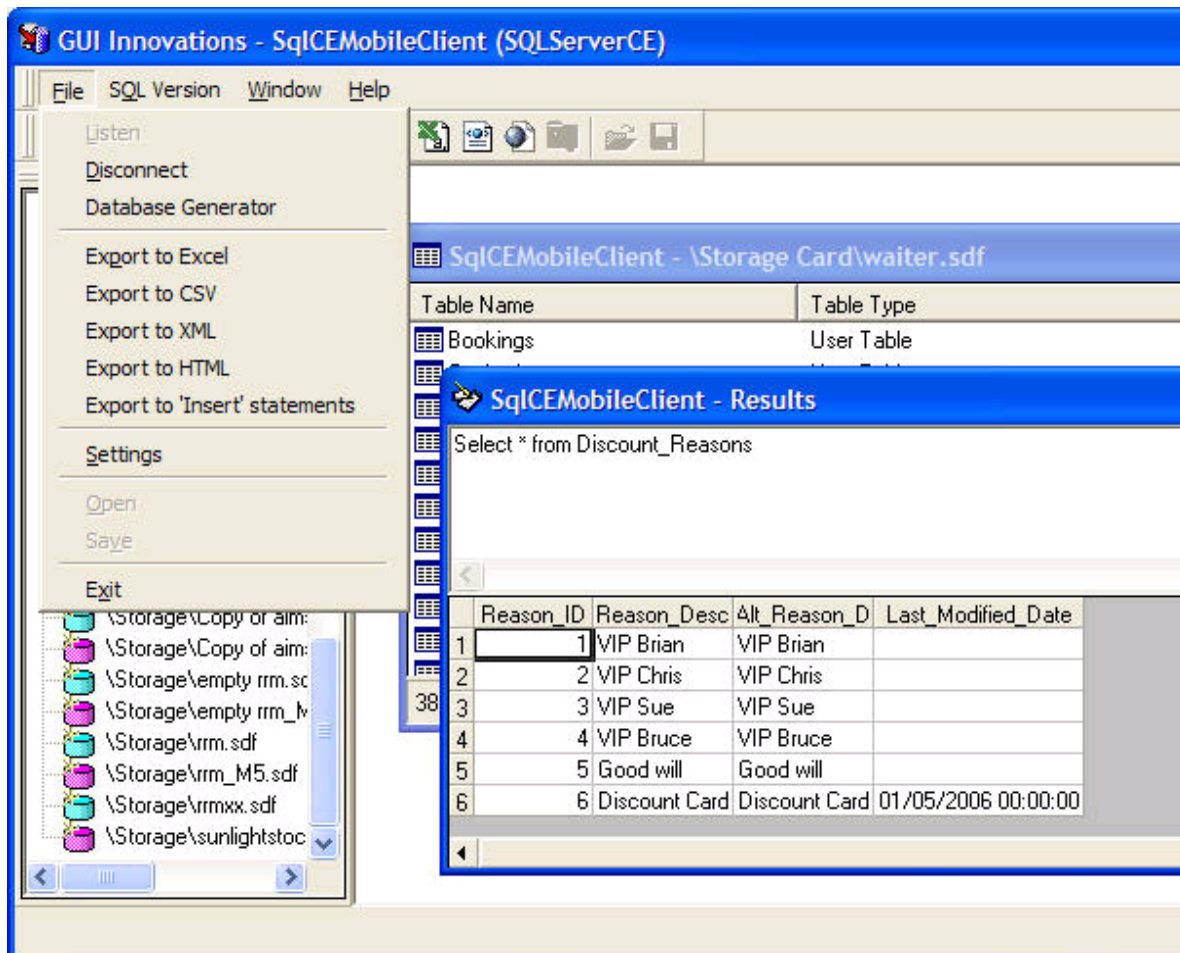 GUI Innovations - SqlCEMobileClient (SQLServerCE)
File SQL Version Window Help
Listen
Disconnect
Database Generator
Export to Excel
Export to CSV
Export to XML
Export to HTML
Export to 'Insert' statements
Settings
Open
Save
Exit
\Storage\Copy of aim:
\Storage\Copy of aim:
\Storage\empty rrm.sc
\Storage\empty rrm_M
\Storage\rrm.sdf
\Storage\rrm_M5.sdf
\Storage\rrmxx.sdf
\Storage\sunlightstoc
SqlCEMobileClient - \Storage Card\waiter.sdf
Table Name Table Type
Bookings User Table
38
SqlCEMobileClient - Results
Select * from Discount_Reasons
Reason_ID Reason_Desc Alt_Reason_D Last_Modified_Date
1 1 VIP Brian VIP Brian
2 2 VIP Chris VIP Chris
3 3 VIP Sue VIP Sue
4 4 VIP Bruce VIP Bruce
5 5 Good will Good will
6 6 Discount Card Discount Card 01/05/2006 00:00:00